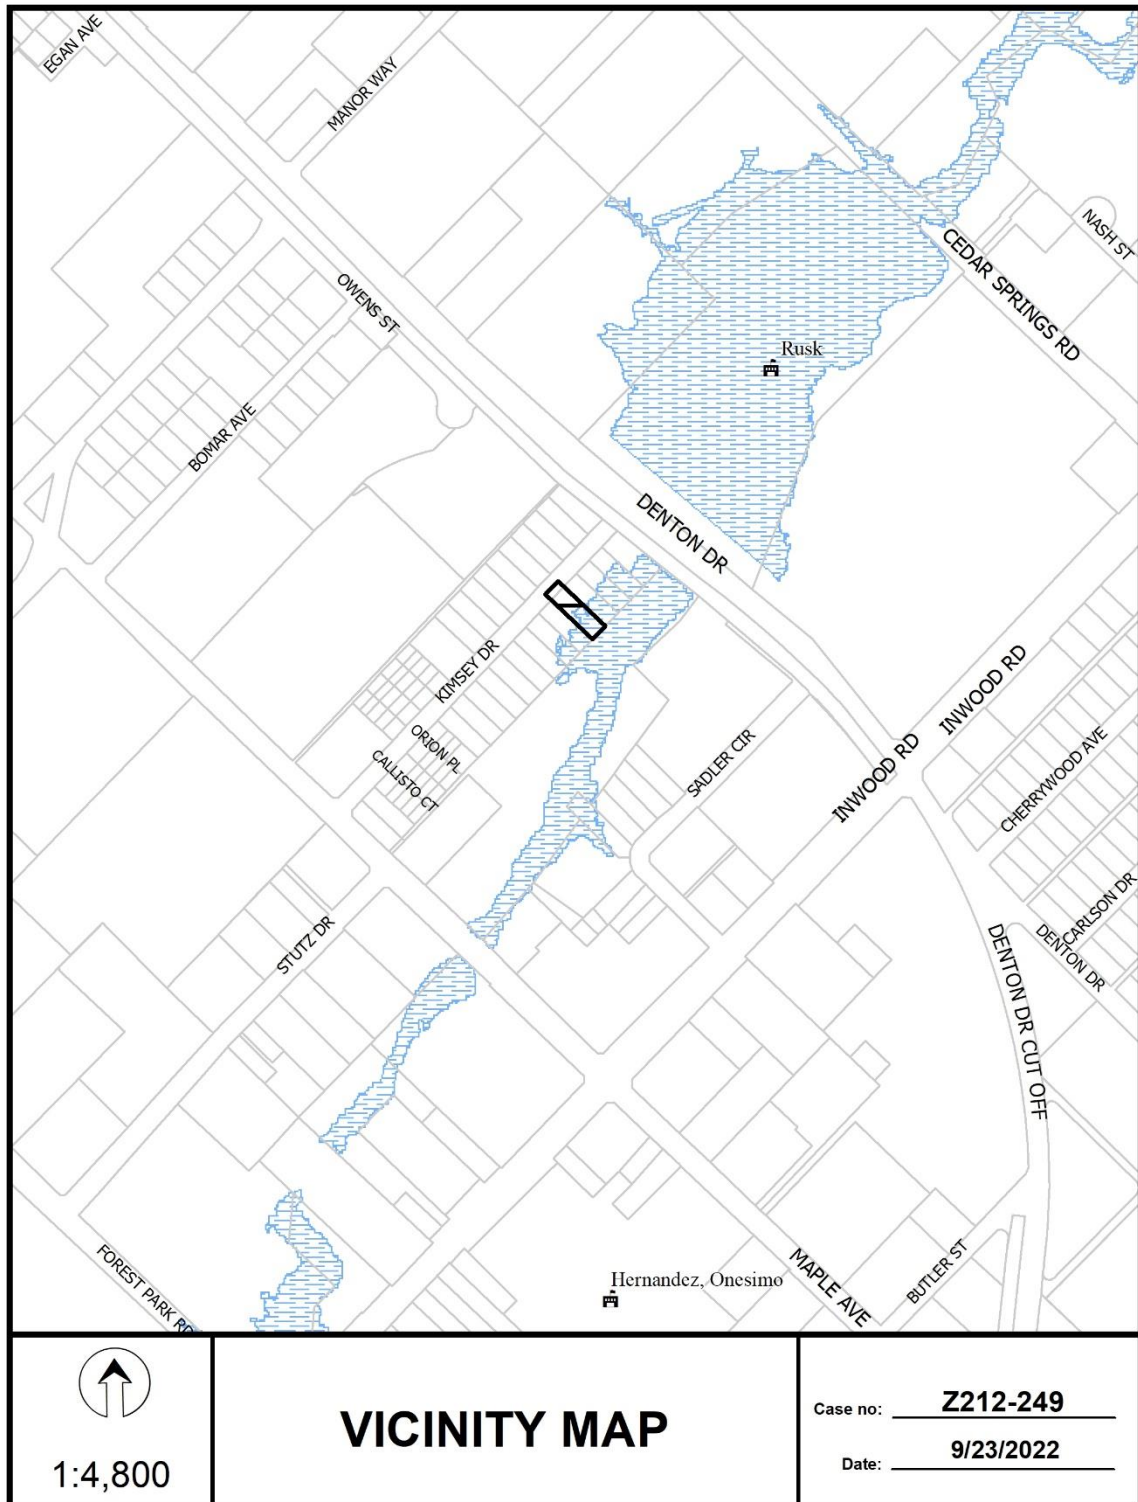 EGAN AVE
MANOR WAY
NASH ST
CEDAR SPRINGS RD
OWENS ST
Rusk
BOMAR AVE
DENTON DR
KIMSEY DR
INWOOD RD
ORION PL
CALLISTO CT
SADLER CIR
INWOOD RD
CHERRYWOOD AVE
CARLSON DR
STUTZ DR
DENTON DR
DENTON DR CUT OFF
FOREST PARK RD
Hernandez, Onesimo
MAPLE AVE
BUTLER ST
1:4,800
VICINITY MAP
Case no: Z212-249
Date: 9/23/2022